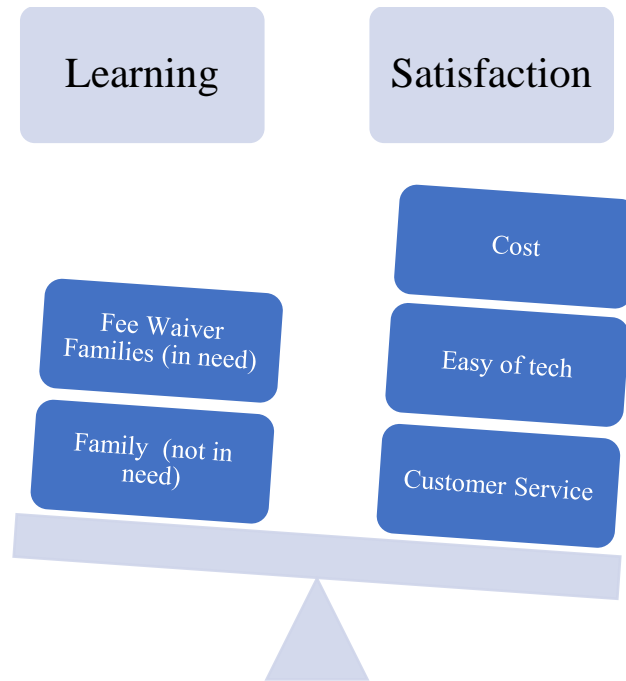 Learning
Satisfaction
Fee Waiver
Families (in need)
Family (not in
need)
Cost
Easy of tech
Customer Service